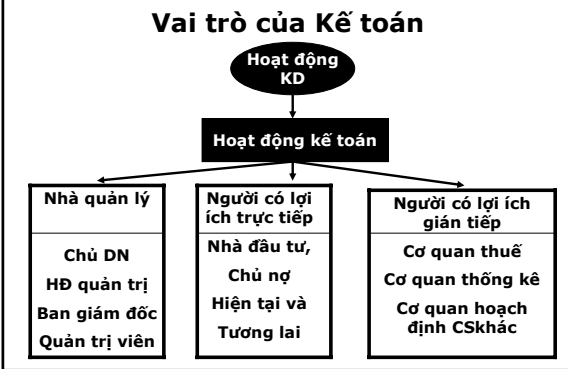 Vai trò của Kế toán
Hoạt động
KD
Hoạt động kế toán
Nhà quản lý
Chủ DN
HĐ quản trị
Ban giám đốc
Quản trị viên
Người có lợi
ích trực tiếp
Nhà đầu tư,
Chủ nợ
Hiện tại và
Tương lai
Người có lợi ích
gián tiếp
Cơ quan thuế
Cơ quan thống kê
Cơ quan hoạch
định CSkhác